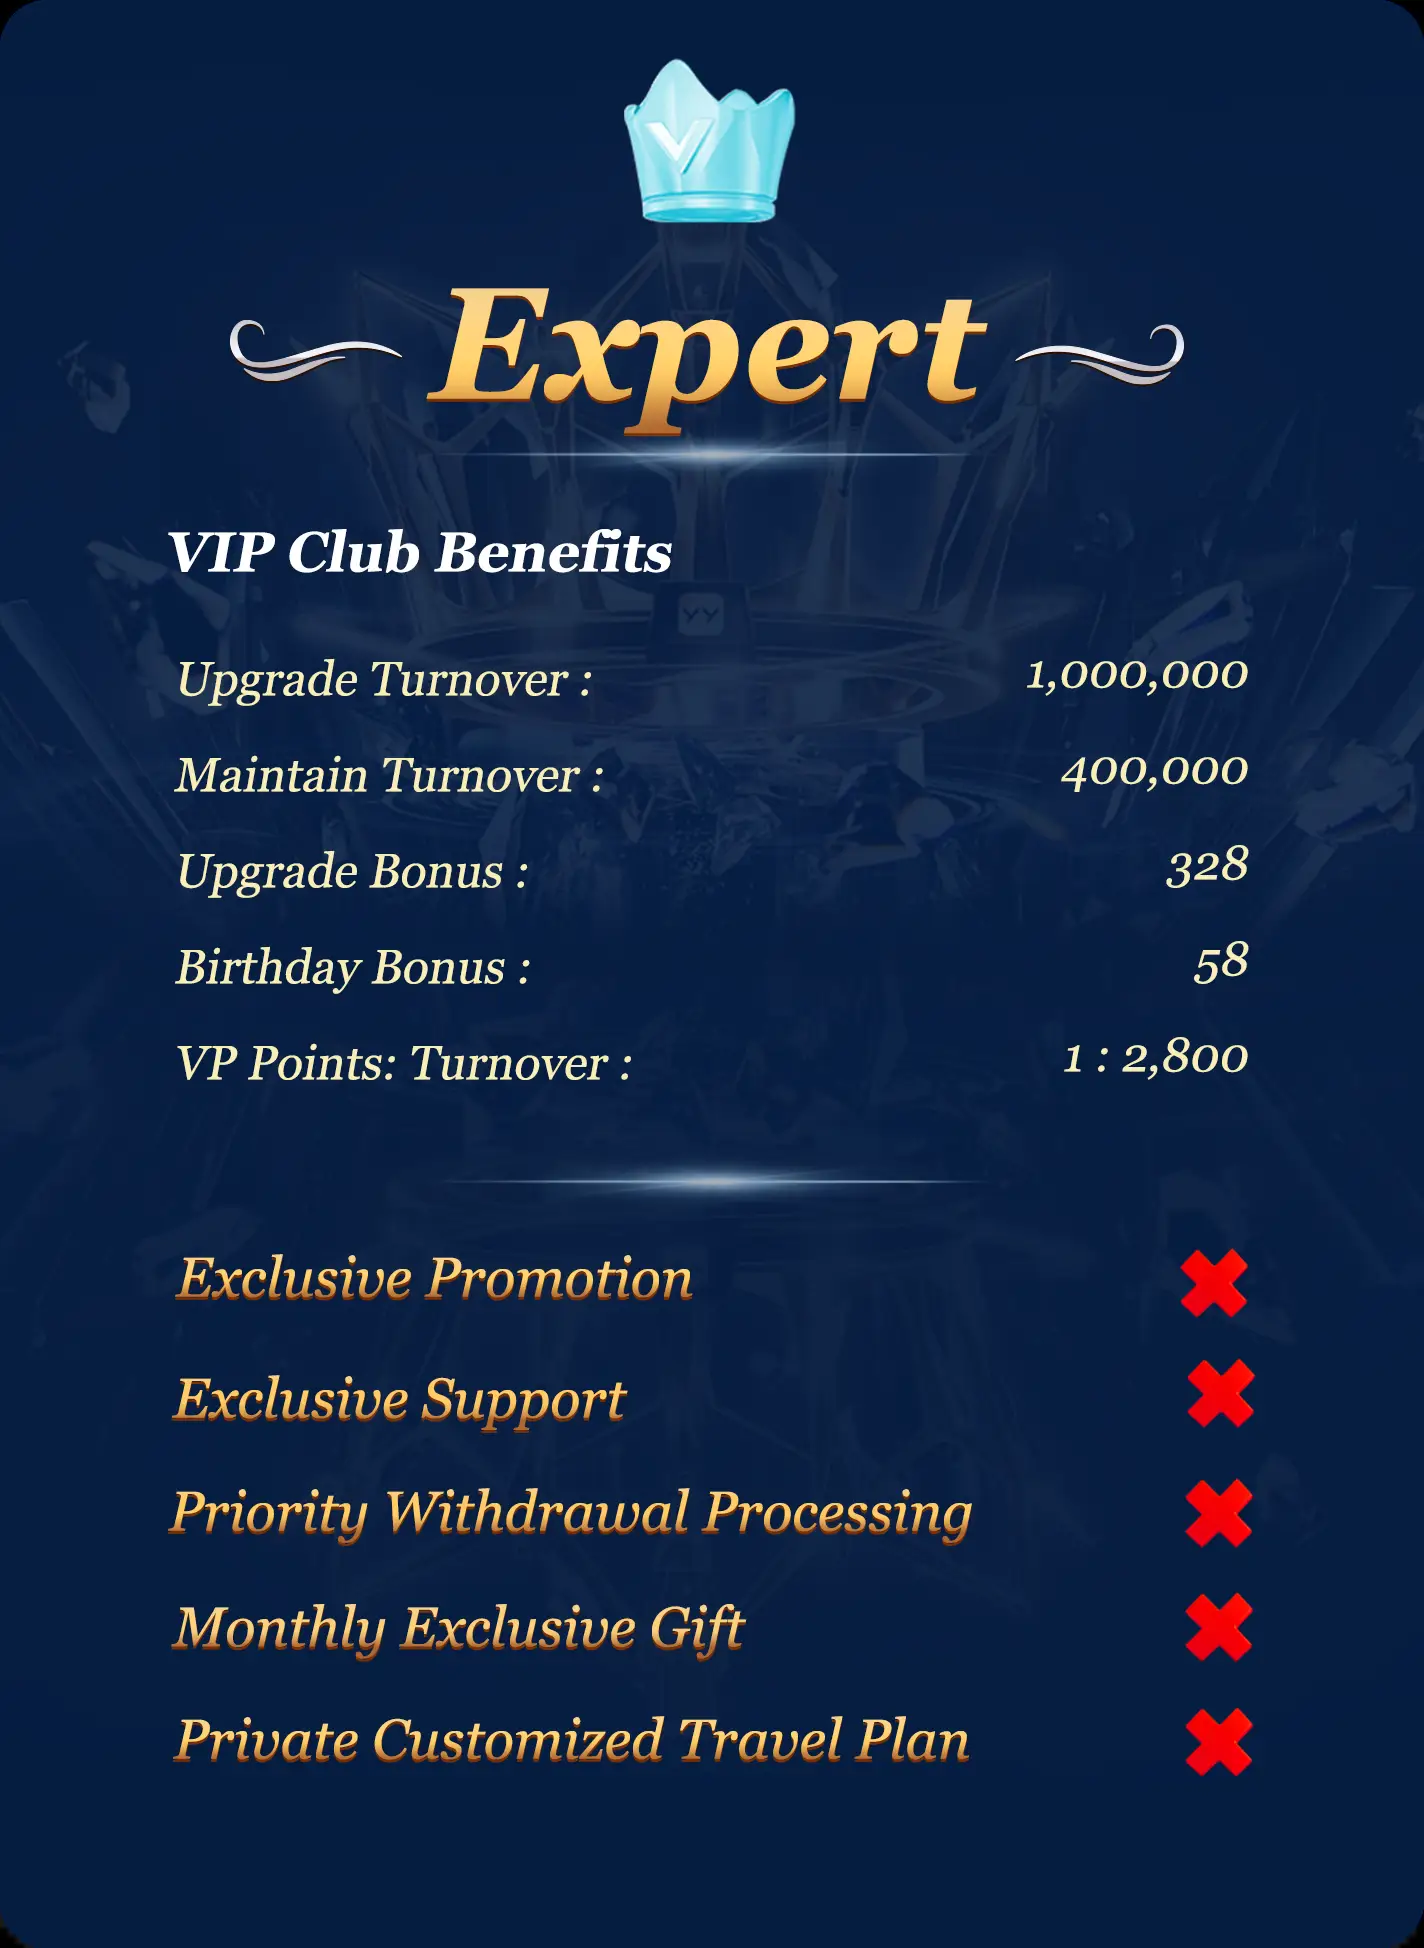 V
Expert
VIP Club Benefits
Upgrade Turnover : 1,000,000
Maintain Turnover : 400,000
Upgrade Bonus : 328
Birthday Bonus : 58
VP Points: Turnover : 1 : 2,800
Exclusive Promotion
Exclusive Support
Priority Withdrawal Processing
Monthly Exclusive Gift
Private Customized Travel Plan